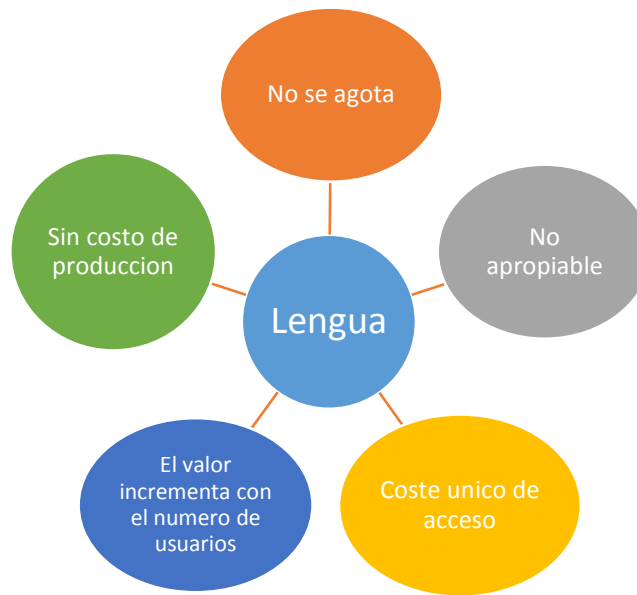 No se agota
Sin costo de
produccion
No
apropiable
Lengua
El valor
incrementa con
el numero de
usuarios
Coste unico de
acceso